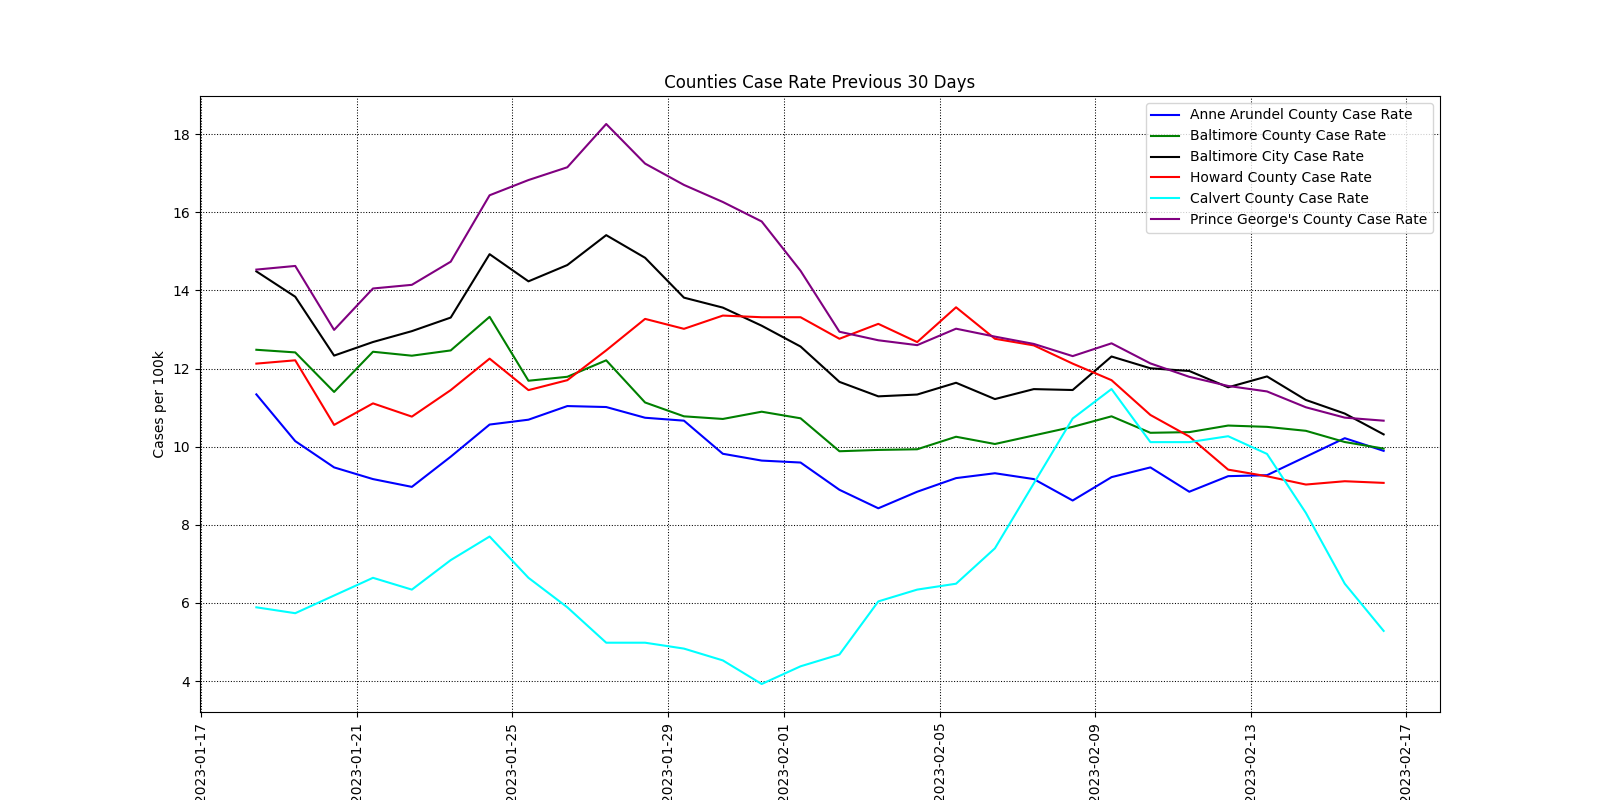 Counties Case Rate Previous 30 Days
Anne Arundel County Case Rate
Baltimore County Case Rate
Baltimore City Case Rate
Howard County Case Rate
Calvert County Case Rate
Prince George's County Case Rate
Cases per 100k
18
16
14
12
10
8
6
4
2023-01-17
2023-01-21
2023-01-25
2023-01-29
2023-02-01
2023-02-05
2023-02-09
2023-02-13
2023-02-17